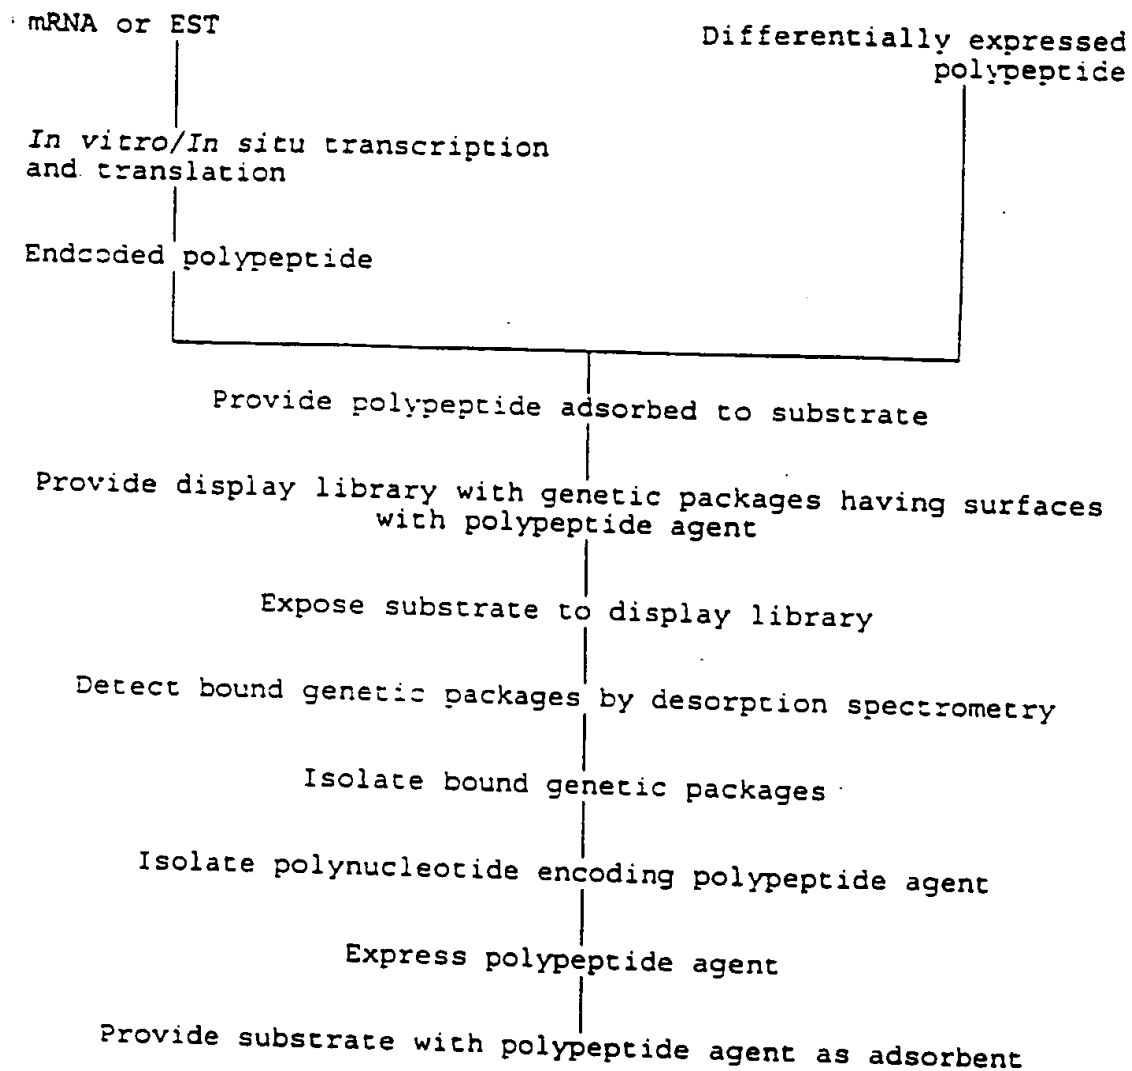 mRNA or EST
Differentially expressed
polypeptide
In vitro/In situ transcription
and translation
Endcoded polypeptide
Provide polypeptide adsorbed to substrate
Provide display library with genetic packages having surfaces
with polypeptide agent
Expose substrate to display library
Detect bound genetic packages by desorption spectrometry
Isolate bound genetic packages
Isolate polynucleotide encoding polypeptide agent
Express polypeptide agent
Provide substrate with polypeptide agent as adsorbent